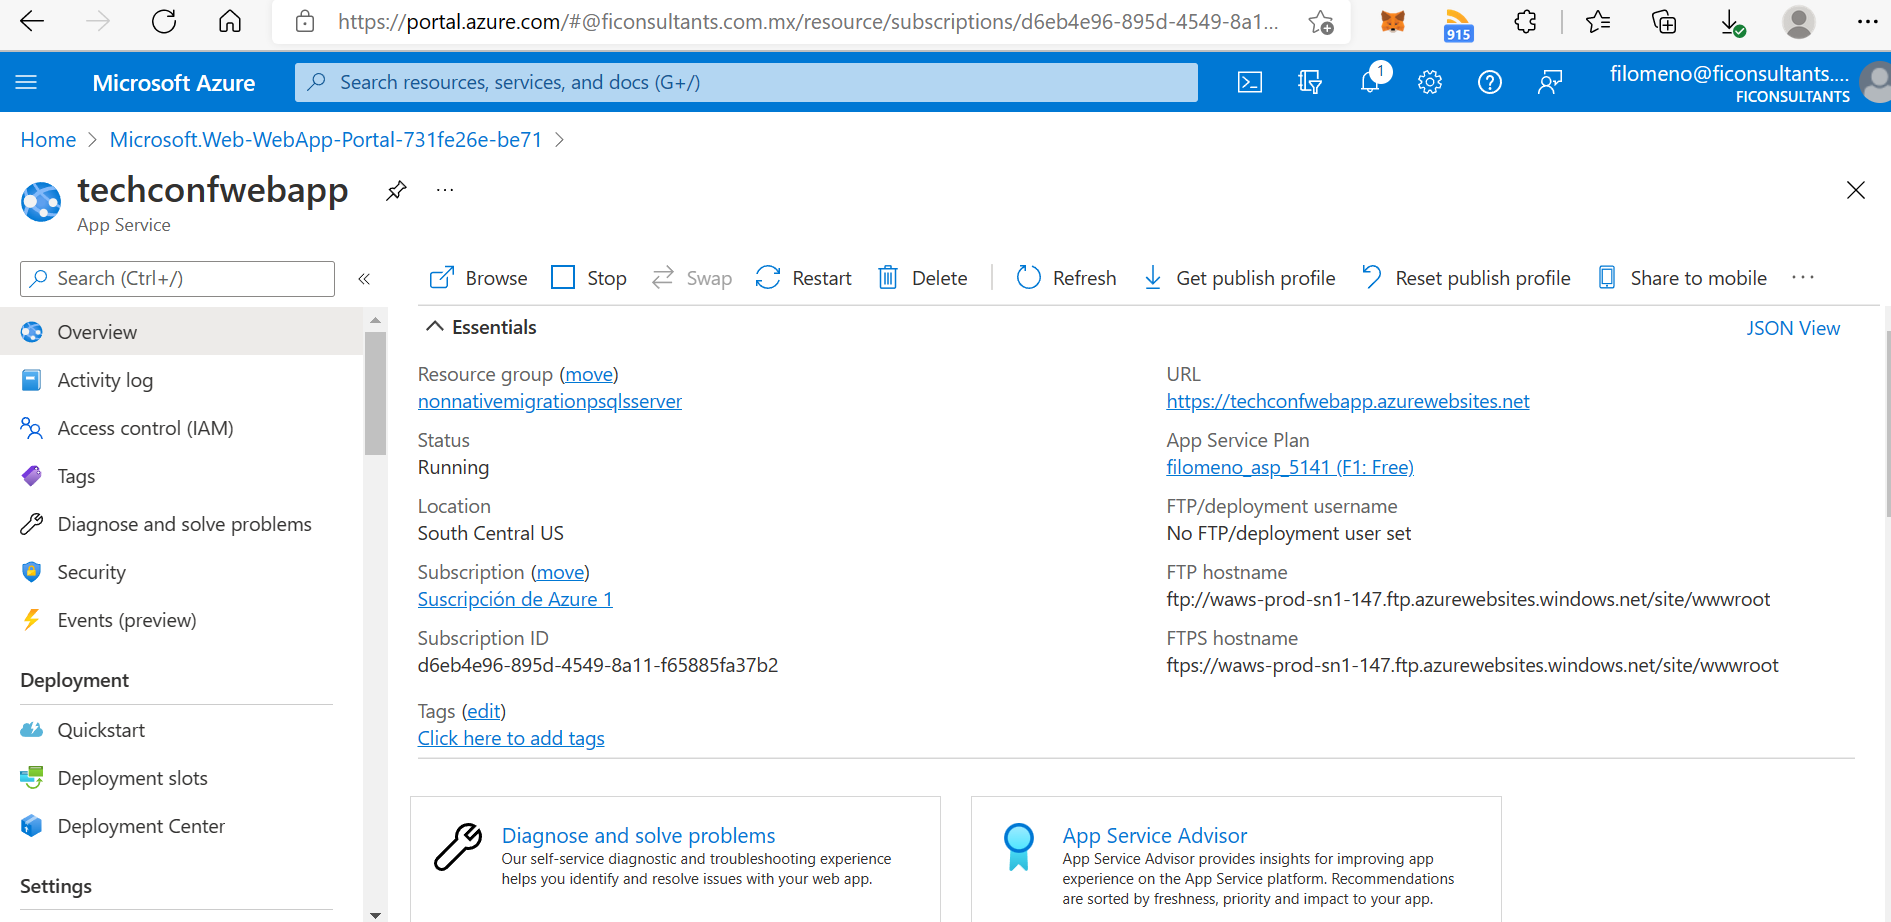 https://portal.azure.com/#@ficonsultants.com.mx/resource/subscriptions/d6eb4e96-895d-4549-8a1...
915
Microsoft Azure
Search resources, services, and docs (G+/)
1
filomeno@ficonsultants....
FICONSULTANTS
Home > Microsoft.Web-WebApp-Portal-731fe26e-be71 >
techconfwebapp
...
App Service
Search (Ctrl+/)
«
Browse Stop Swap Restart Delete Refresh Get publish profile Reset publish profile Share to mobile ...
Overview
Activity log
Access control (IAM)
Tags
Diagnose and solve problems
Security
Events (preview)
Deployment
Quickstart
Deployment slots
Deployment Center
Settings
Essentials
JSON View
Resource group (move)
nonnativemigrationpsqlsserver
Status
Running
Location
South Central US
Subscription (move)
Suscripción de Azure 1
Subscription ID
d6eb4e96-895d-4549-8a11-f65885fa37b2
Tags (edit)
Click here to add tags
URL
https://techconfwebapp.azurewebsites.net
App Service Plan
filomeno_asp_5141 (F1: Free)
FTP/deployment username
No FTP/deployment user set
FTP hostname
ftp://waws-prod-sn1-147.ftp.azurewebsites.windows.net/site/wwwroot
FTPS hostname
ftps://waws-prod-sn1-147.ftp.azurewebsites.windows.net/site/wwwroot
Diagnose and solve problems
Our self-service diagnostic and troubleshooting experience
helps you identify and resolve issues with your web app.
App Service Advisor
App Service Advisor provides insights for improving app
experience on the App Service platform. Recommendations
are sorted by freshness, priority and impact to your app.